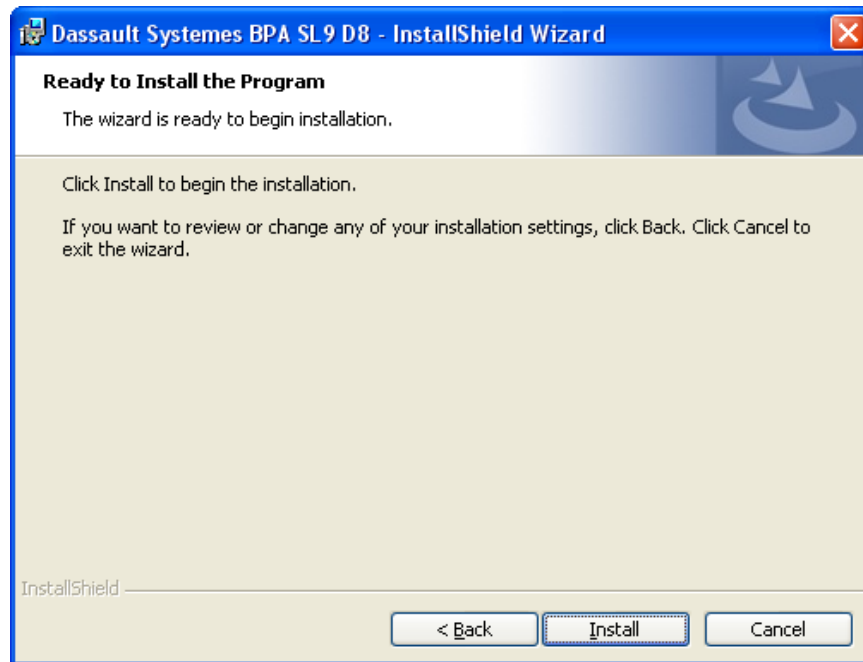 Dassault Systemes BPA SL9 D8 - InstallShield Wizard
Ready to Install the Program
The wizard is ready to begin installation.
Click Install to begin the installation.
If you want to review or change any of your installation settings, click Back. Click Cancel to
exit the wizard.
InstallShield
< Back
Install
Cancel